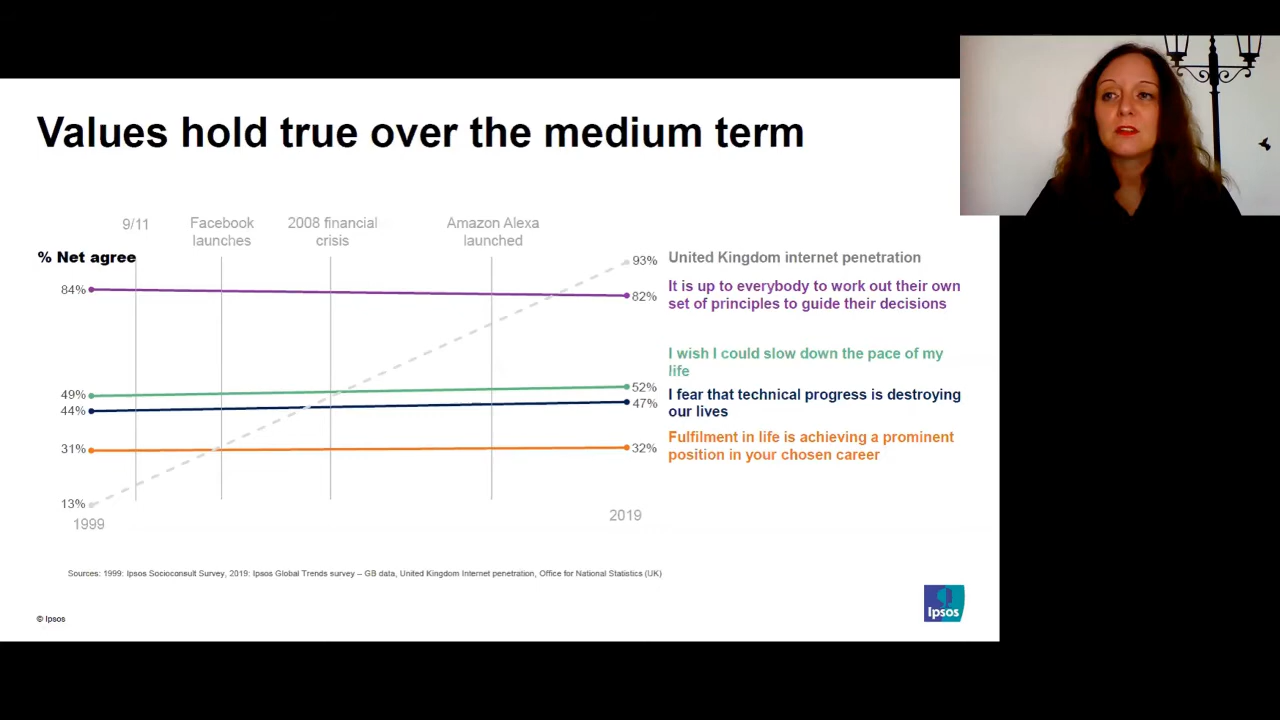 Values hold true over the medium term
9/11
Facebook
launches
2008 financial
crisis
Amazon Alexa
launched
% Net agree
84%
49%
44%
31%
13%
1999
93%
82%
52%
47%
32%
2019
United Kingdom internet penetration
It is up to everybody to work out their own
set of principles to guide their decisions
I wish I could slow down the pace of my
life
I fear that technical progress is destroying
our lives
Fulfilment in life is achieving a prominent
position in your chosen career
Sources: 1999: Ipsos Socioconsult Survey, 2019: Ipsos Global Trends survey – GB data, United Kingdom Internet penetration, Office for National Statistics (UK)
© Ipsos
Ipsos